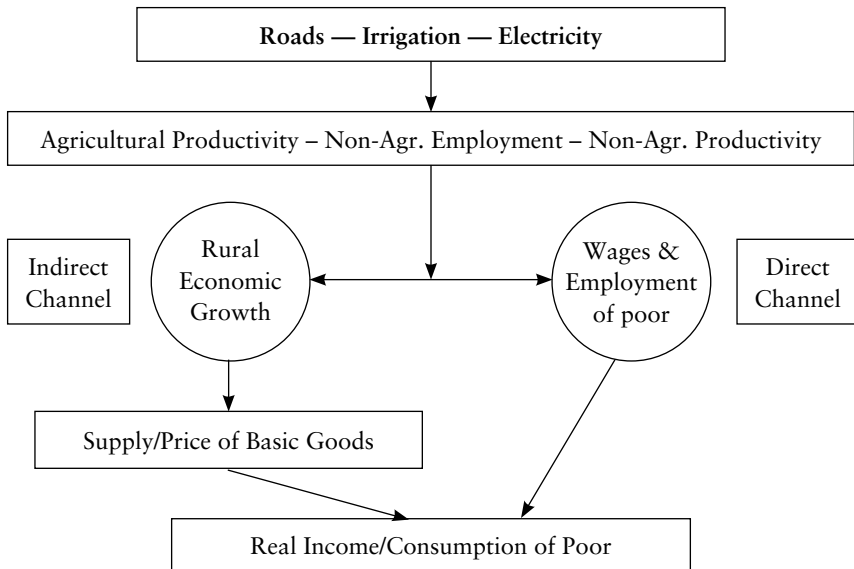 Roads — Irrigation — Electricity
Agricultural Productivity – Non-Agr. Employment – Non-Agr. Productivity
Indirect
Channel
Rural
Economic
Growth
Wages &
Employment
of poor
Direct
Channel
Supply/Price of Basic Goods
Real Income/Consumption of Poor